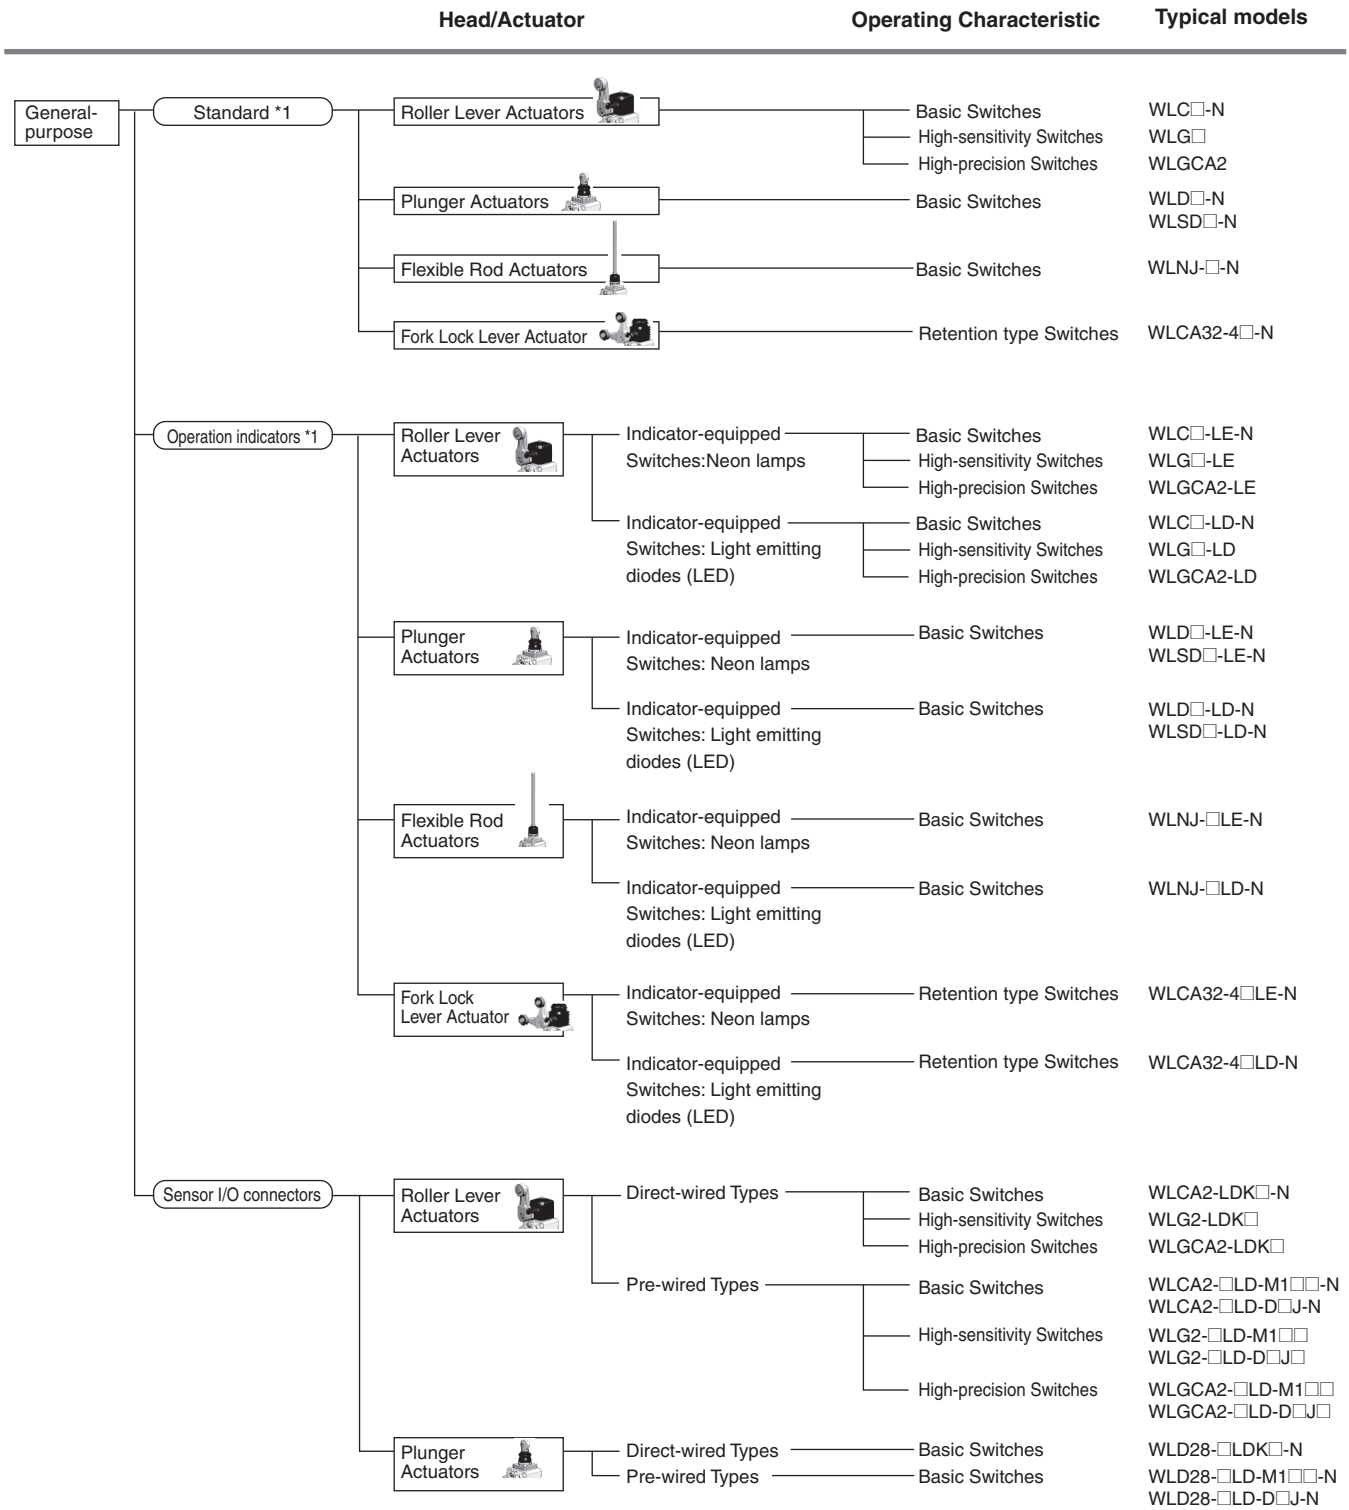 Head/Actuator Operating Characteristic Typical models
General-purpose
Standard *1
Roller Lever Actuators
Basic Switches WLC□-N
High-sensitivity Switches WLG□
High-precision Switches WLGCA2
Plunger Actuators
Basic Switches WLD□-N
WLSD□-N
Flexible Rod Actuators
Basic Switches WLNJ-□-N
Fork Lock Lever Actuator
Retention type Switches WLCA32-4□-N
Operation indicators *1
Roller Lever
Actuators
Indicator-equipped
Switches:Neon lamps
Basic Switches WLC□-LE-N
High-sensitivity Switches WLG□-LE
High-precision Switches WLGCA2-LE
Indicator-equipped
Switches: Light emitting
diodes (LED)
Basic Switches WLC□-LD-N
High-sensitivity Switches WLG□-LD
High-precision Switches WLGCA2-LD
Plunger
Actuators
Indicator-equipped
Switches: Neon lamps
Basic Switches WLD□-LE-N
WLSD□-LE-N
Indicator-equipped
Switches: Light emitting
diodes (LED)
Basic Switches WLD□-LD-N
WLSD□-LD-N
Flexible Rod
Actuators
Indicator-equipped
Switches: Neon lamps
Basic Switches WLNJ-□LE-N
Indicator-equipped
Switches: Light emitting
diodes (LED)
Basic Switches WLNJ-□LD-N
Fork Lock
Lever Actuator
Indicator-equipped
Switches: Neon lamps
Retention type Switches WLCA32-4□LE-N
Indicator-equipped
Switches: Light emitting
diodes (LED)
Retention type Switches WLCA32-4□LD-N
Sensor I/O connectors
Roller Lever
Actuators
Direct-wired Types
Basic Switches WLCA2-LDK□-N
High-sensitivity Switches WLG2-LDK□
High-precision Switches WLGCA2-LDK□
Pre-wired Types
Basic Switches WLCA2-□LD-M1□□-N
WLCA2-□LD-D□J-N
High-sensitivity Switches WLG2-□LD-M1□□
WLG2-□LD-D□J□
High-precision Switches WLGCA2-□LD-M1□□
WLGCA2-□LD-D□J□
Plunger
Actuators
Direct-wired Types Basic Switches WLD28-□LDK□-N
Pre-wired Types Basic Switches WLD28-□LD-M1□□-N
WLD28-□LD-D□J-N